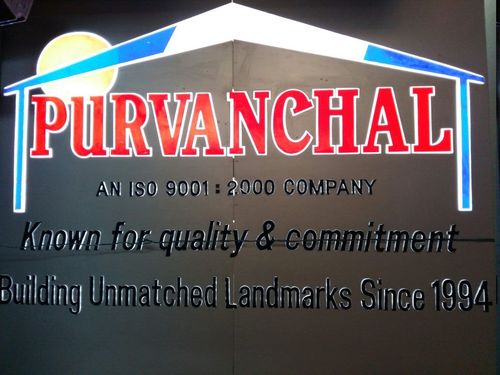 PURVANCHAL
AN ISO 9001:2000 COMPANY
Known for quality & commitment
Building Unmatched Landmarks Since 1994